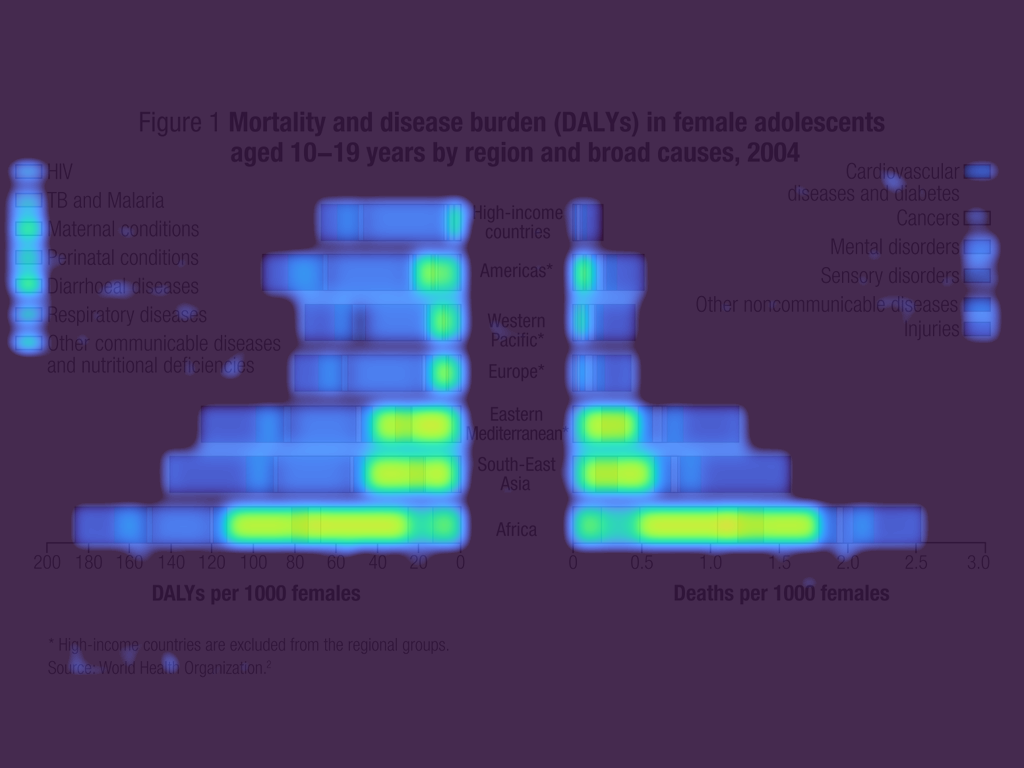 Figure 1 Mortality and disease burden (DALYs) in female adolescents
aged 10–19 years by region and broad causes, 2004
HIV
TB and Malaria
Maternal conditions
Perinatal conditions
Diarrhoeal diseases
Respiratory diseases
Other communicable diseases
and nutritional deficiencies
Cardiovascular
diseases and diabetes
Cancers
Mental disorders
Sensory disorders
Other noncommunicable diseases
Injuries
High-income
countries
Americas*
Western
Pacific*
Europe*
Eastern
Mediterranean*
South-East
Asia
Africa
200 180 160 140 120 100 80 60 40 20 0
0 0.5 1.0 1.5 2.0 2.5 3.0
DALYs per 1000 females
Deaths per 1000 females
* High-income countries are excluded from the regional groups.
Source: World Health Organization.²